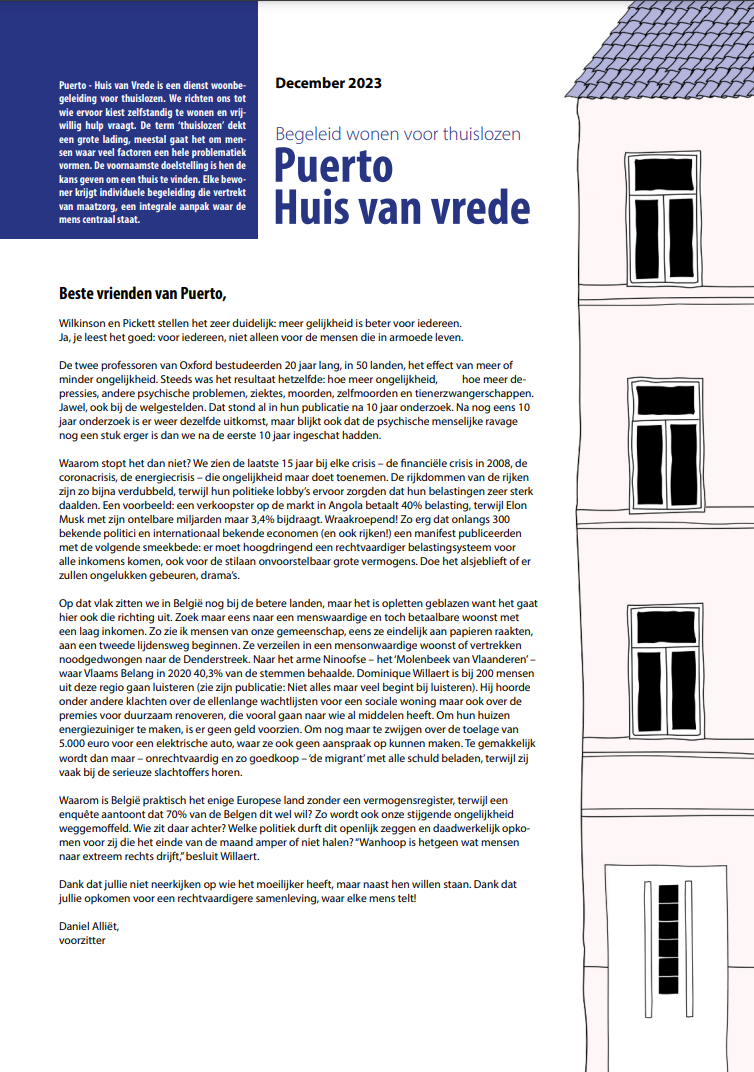 Puerto - Huis van Vrede is een dienst woonbe-
geleiding voor thuislozen. We richten ons tot
wie ervoor kiest zelfstandig te wonen en vrij-
willig hulp vraagt. De term ‘thuislozen’ dekt
een grote lading, meestal gaat het om men-
sen waar veel factoren een hele problematiek
vormen. De voornaamste doelstelling is hen de
kans geven om een thuis te vinden. Elke bewo-
ner krijgt individuele begeleiding die vertrekt
van maatzorg, een integrale aanpak waar de
mens centraal staat.
December 2023
Begeleid wonen voor thuislozen
Puerto
Huis van vrede
Beste vrienden van Puerto,
Wilkinson en Pickett stellen het zeer duidelijk: meer gelijkheid is beter voor iedereen.
Ja, je leest het goed: voor iedereen, niet alleen voor de mensen die in armoede leven.
De twee professoren van Oxford bestudeerden 20 jaar lang, in 50 landen, het effect van meer of
minder ongelijkheid. Steeds was het resultaat hetzelfde: hoe meer ongelijkheid, hoe meer de-
pressies, andere psychische problemen, ziektes, moorden, zelfmoorden en tienerzwangerschappen.
Jawel, ook bij de welgestelden. Dat stond al in hun publicatie na 10 jaar onderzoek. Na nog eens 10
jaar onderzoek is er weer dezelfde uitkomst, maar blijkt ook dat de psychische menselijke ravage
nog een stuk erger is dan we na de eerste 10 jaar ingeschat hadden.
Waarom stopt het dan niet? We zien de laatste 15 jaar bij elke crisis – de financiële crisis in 2008, de
coronacrisis, de energiecrisis – die ongelijkheid maar doet toenemen. De rijkdommen van de rijken
zijn zo bijna verdubbeld, terwijl hun politieke lobby’s ervoor zorgden dat hun belastingen zeer sterk
daalden. Een voorbeeld: een verkoopster op de markt in Angola betaalt 40% belasting, terwijl Elon
Musk met zijn ontelbare miljarden maar 3,4% bijdraagt. Wraakroepend! Zo erg dat onlangs 300
bekende politici en internationaal bekende economen (en ook rijken!) een manifest publiceerden
met de volgende smeekbede: er moet hoogdringend een rechtvaardiger belastingsysteem voor
alle inkomens komen, ook voor de stilaan onvoorstelbaar grote vermogens. Doe het alsjeblieft of er
zullen ongelukken gebeuren, drama’s.
Op dat vlak zitten we in België nog bij de betere landen, maar het is opletten geblazen want het gaat
hier ook die richting uit. Zoek maar eens naar een menswaardige en toch betaalbare woonst met
een laag inkomen. Zo zie ik mensen van onze gemeenschap, eens ze eindelijk aan papieren raakten,
aan een tweede lijdensweg beginnen. Ze verzeilen in een mensonwaardige woonst of vertrekken
noodgedwongen naar de Denderstreek. Naar het arme Ninoofse – het ‘Molenbeek van Vlaanderen’ –
waar Vlaams Belang in 2020 40,3% van de stemmen behaalde. Dominique Willaert is bij 200 mensen
uit deze regio gaan luisteren (zie zijn publicatie: Niet alles maar veel begint bij luisteren). Hij hoorde
onder andere klachten over de ellenlange wachtlijsten voor een sociale woning maar ook over de
premies voor duurzaam renoveren, die vooral gaan naar wie al middelen heeft. Om hun huizen
energiezuiniger te maken, is er geen geld voorzien. Om nog maar te zwijgen over de toelage van
5.000 euro voor een elektrische auto, waar ze ook geen aanspraak op kunnen maken. Te gemakkelijk
wordt dan maar – onrechtvaardig en zo goedkoop – ‘de migrant’ met alle schuld beladen, terwijl zij
vaak bij de serieuze slachtoffers horen.
Waarom is België praktisch het enige Europese land zonder een vermogensregister, terwijl een
enquête aantoont dat 70% van de Belgen dit wel wil? Zo wordt ook onze stijgende ongelijkheid
weggemoffeld. Wie zit daar achter? Welke politiek durft dit openlijk zeggen en daadwerkelijk opko-
men voor zij die het einde van de maand amper of niet halen? “Wanhoop is hetgeen wat mensen
naar extreem rechts drijft,” besluit Willaert.
Dank dat jullie niet neerkijken op wie het moeilijker heeft, maar naast hen willen staan. Dank dat
jullie opkomen voor een rechtvaardigere samenleving, waar elke mens telt!
Daniel Alliët,
voorzitter